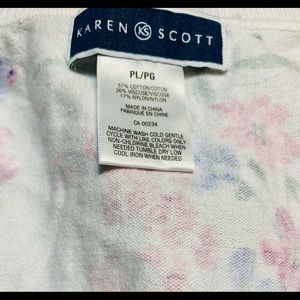 KAREN KS SCOTT
PL/PG
57% COTTON/COTON
26% VISCOSE/VISCOSE
17% NYLON/NYLON
MADE IN CHINA
FABRIQUÉ EN CHINE
CA 00234
MACHINE WASH COLD GENTLE
CYCLE WITH LIKE COLORS ONLY
NON-CHLORINE BLEACH WHEN
NEEDED TUMBLE DRY LOW
COOL IRON WHEN NEEDED